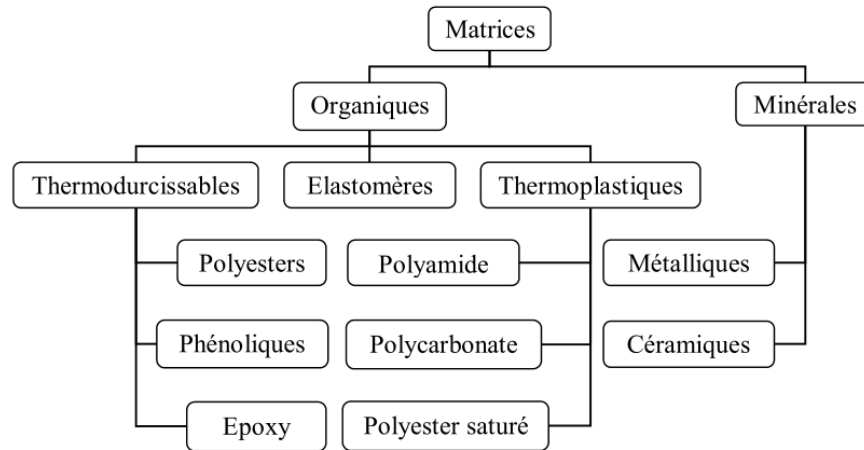 Matrices
Organiques
Minérales
Thermodurcissables
Elastomères
Thermoplastiques
Polyesters
Polyamide
Métalliques
Phénoliques
Polycarbonate
Céramiques
Epoxy
Polyester saturé